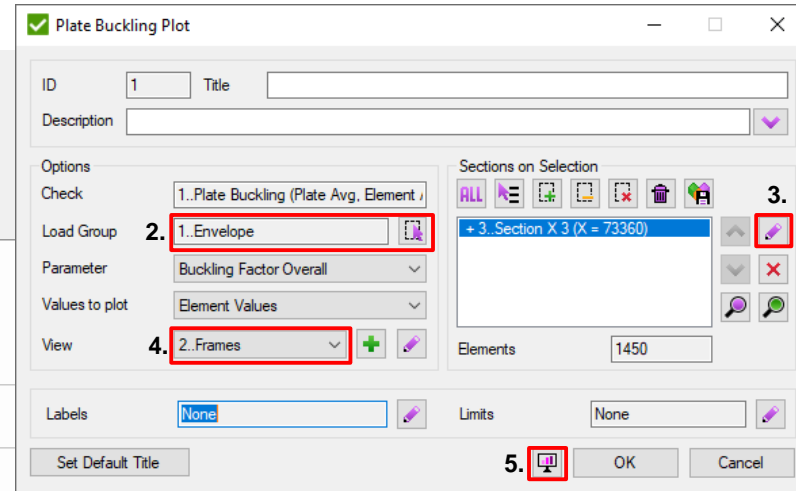 Plate Buckling Plot
ID 1 Title
Description
Options
Check 1..Plate Buckling (Plate Avg, Element
Load Group 2. 1..Envelope
Parameter Buckling Factor Overall
Values to plot Element Values
View 4. 2..Frames
Sections on Selection
ALL
3.
+ 3..Section X 3 (X = 73360)
Elements 1450
Labels None
Limits None
Set Default Title
5.
OK
Cancel